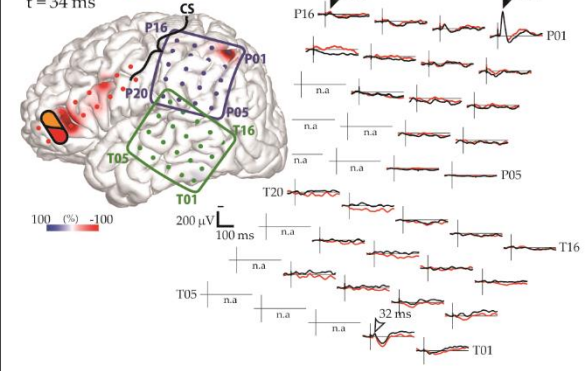 t = 34 ms
CS
P16
P01
P20
P05
T16
T05
T01
100 (%) -100
200 µV
100 ms
P16
P01
n.a
n.a
n.a
n.a
n.a
P05
T20
n.a
T16
n.a
T05
n.a
n.a
n.a
32 ms
T01